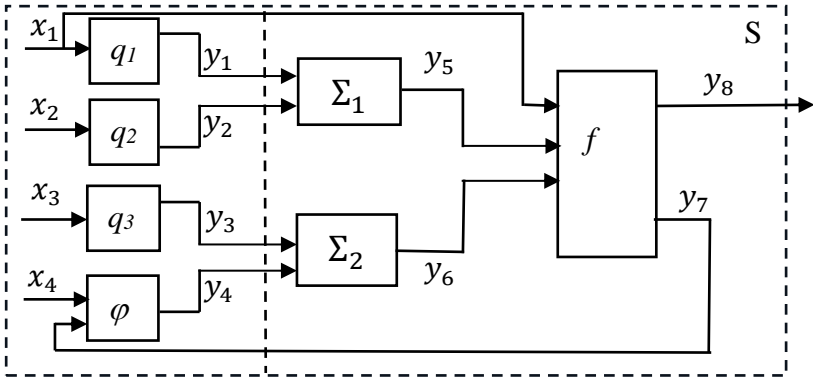 S
x₁ q₁ y₁
x₂ q₂ y₂
x₃ q₃ y₃
x₄ φ y₄
Σ₁ y₅
Σ₂ y₆
f y₈
y₇